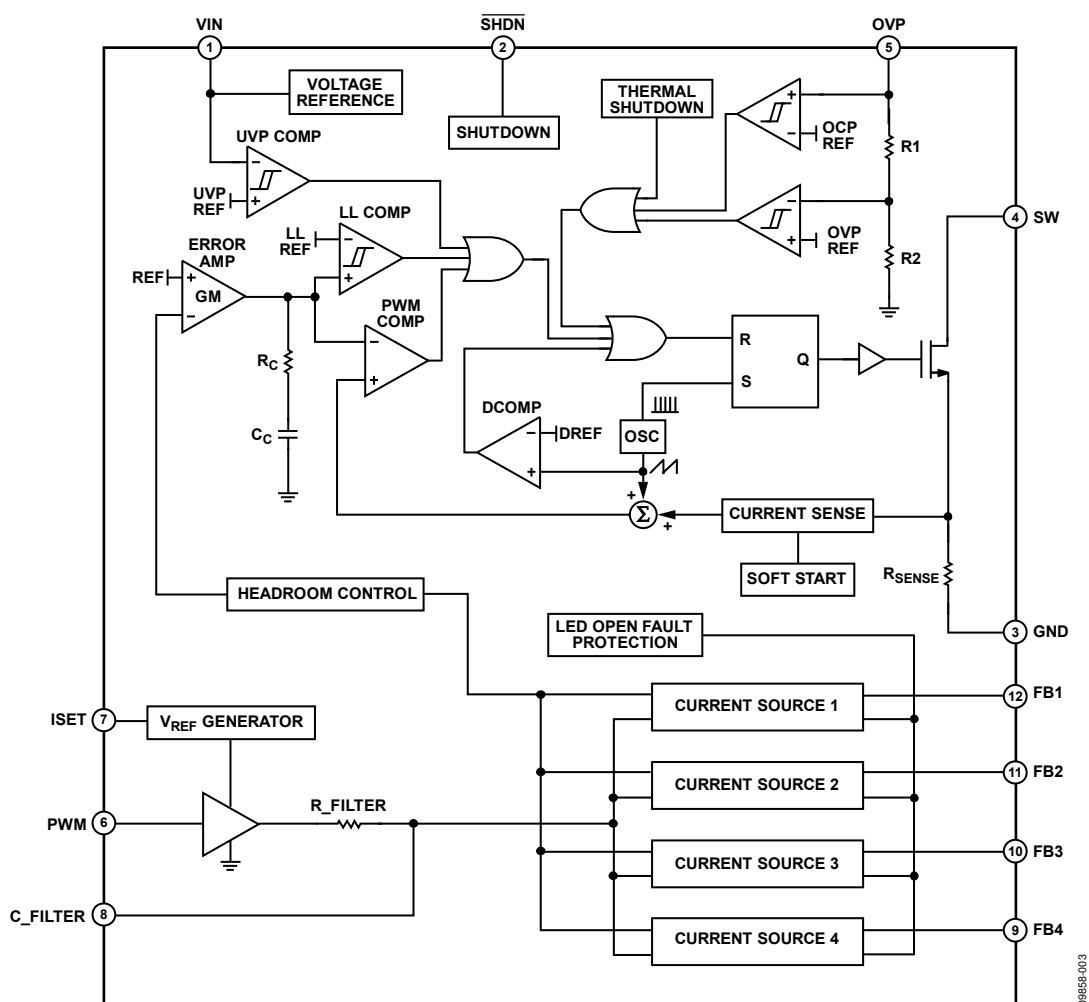 VIN
SHDN
OVP
1
2
5
VOLTAGE
REFERENCE
SHUTDOWN
THERMAL
SHUTDOWN
+
−
OCP
REF
R1
UVP COMP
−
+
UVP
REF
LL COMP
LL
REF
−
+
−
+
OVP
REF
R2
4
SW
ERROR
AMP
REF
+
GM
−
PWM
COMP
−
+
RC
CC
R
S
Q
DCOMP
−
DREF
+
OSC
+
Σ
+
CURRENT SENSE
SOFT START
RSENSE
HEADROOM CONTROL
LED OPEN FAULT
PROTECTION
3
GND
CURRENT SOURCE 1
12
FB1
ISET
7
VREF GENERATOR
CURRENT SOURCE 2
11
FB2
PWM
6
R_FILTER
CURRENT SOURCE 3
10
FB3
C_FILTER
8
CURRENT SOURCE 4
9
FB4
09858-003